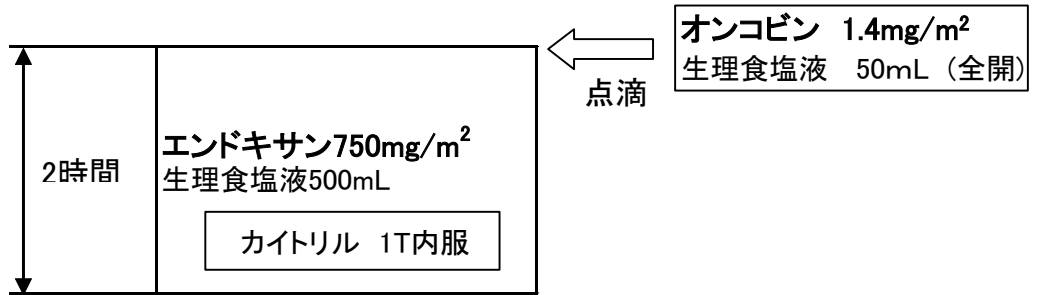 オンコビン 1.4mg/m²
生理食塩液 50mL（全開）
点滴
2時間
エンドキサン750mg/m²
生理食塩液500mL
カイトリル 1T内服